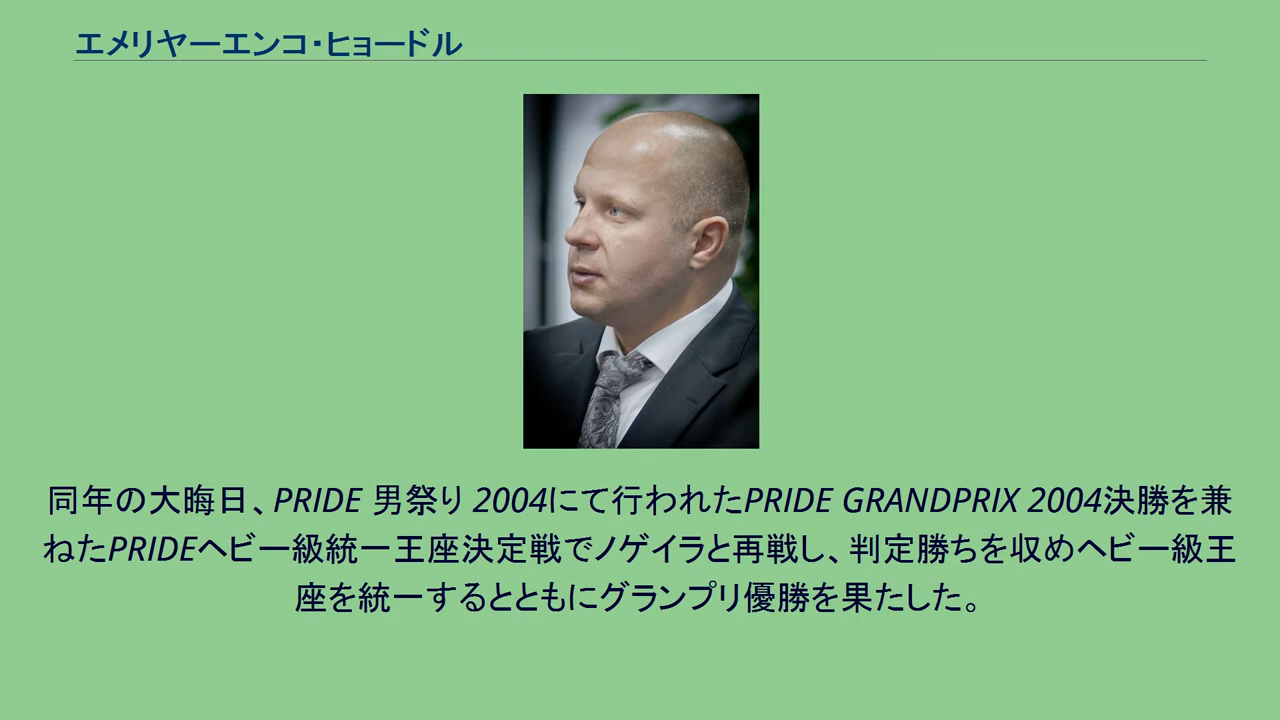 エメリヤーエンコ・ヒョードル
同年の大晦日、PRIDE 男祭り 2004にて行われたPRIDE GRANDPRIX 2004決勝を兼
ねたPRIDEヘビー級統一王座決定戦でノゲイラと再戦し、判定勝ちを収めヘビー級王
座を統一するとともにグランプリ優勝を果たした。